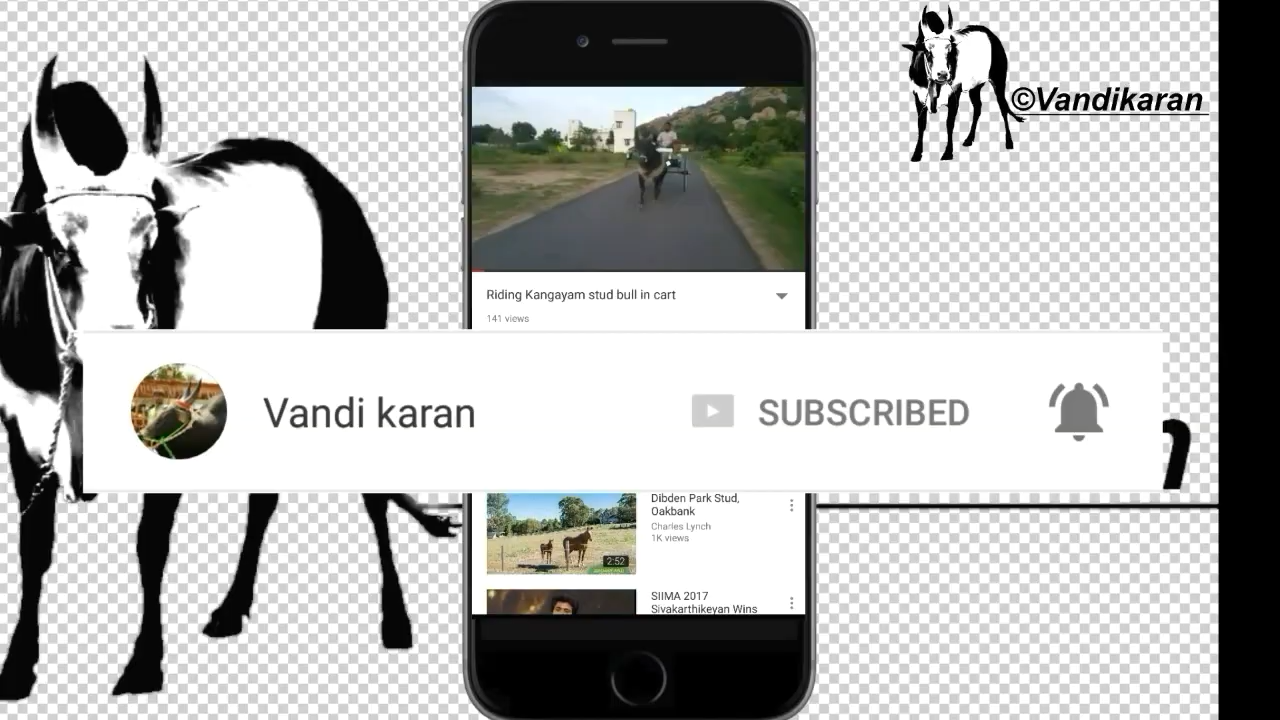 ©Vandikaran
Riding Kangayam stud bull in cart
141 views
Vandi karan
SUBSCRIBED
Dibden Park Stud,
Oakbank
Charles Lynch
1K views
2:52
SIIMA 2017
Sivakarthikeyan Wins